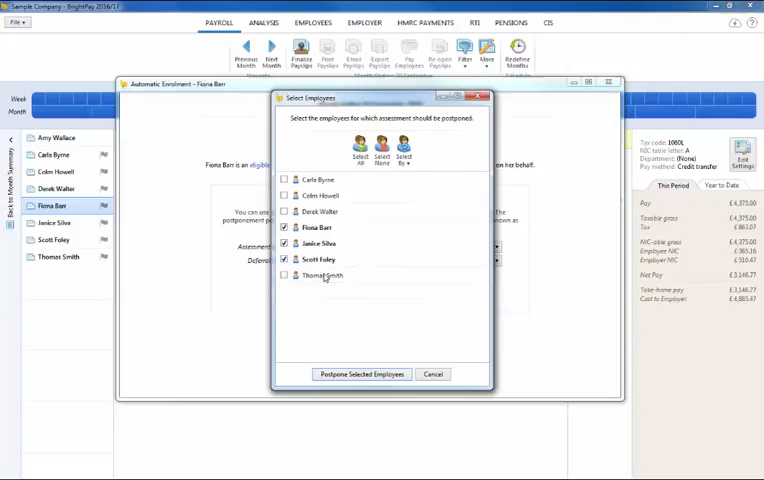 Sample Company - BrightPay 2016/17
File
PAYROLL ANALYSIS EMPLOYEES EMPLOYER HMRC PAYMENTS RTI PENSIONS CIS
Previous Month
Next Month
Finalise Payslips
Print Payslips
Email Payslips
Export Payslips
Pay Employees
Re-open Payslips
Filter
More
Redefine Months
Week
Month
Back to Month Summary
Amy Wallace
Carla Byrne
Colm Howell
Derek Walter
Fiona Barr
Janice Silva
Scott Foley
Thomas Smith
Automatic Enrolment - Fiona Barr
Fiona Barr is an eligible
on her behalf.
You can use
postponement
Assessment
Deferral
Select Employees
Select the employees for which assessment should be postponed.
Select All
Select None
Select By
Carla Byrne
Colm Howell
Derek Walter
Fiona Barr
Janice Silva
Scott Foley
Thomas Smith
Postpone Selected Employees Cancel
Tax code: 1060L
NIC table letter: A
Department: (None)
Pay method: Credit transfer
Edit Settings
This Period Year to Date
Pay £ 4,375.00
Taxable gross £ 4,375.00
Tax £ 863.07
NIC-able gross £ 4,375.00
Employee NIC £ 365.16
Employer NIC £ 510.47
Net Pay £ 3,146.77
Take-home pay £ 3,146.77
Cost to Employer £ 4,885.47